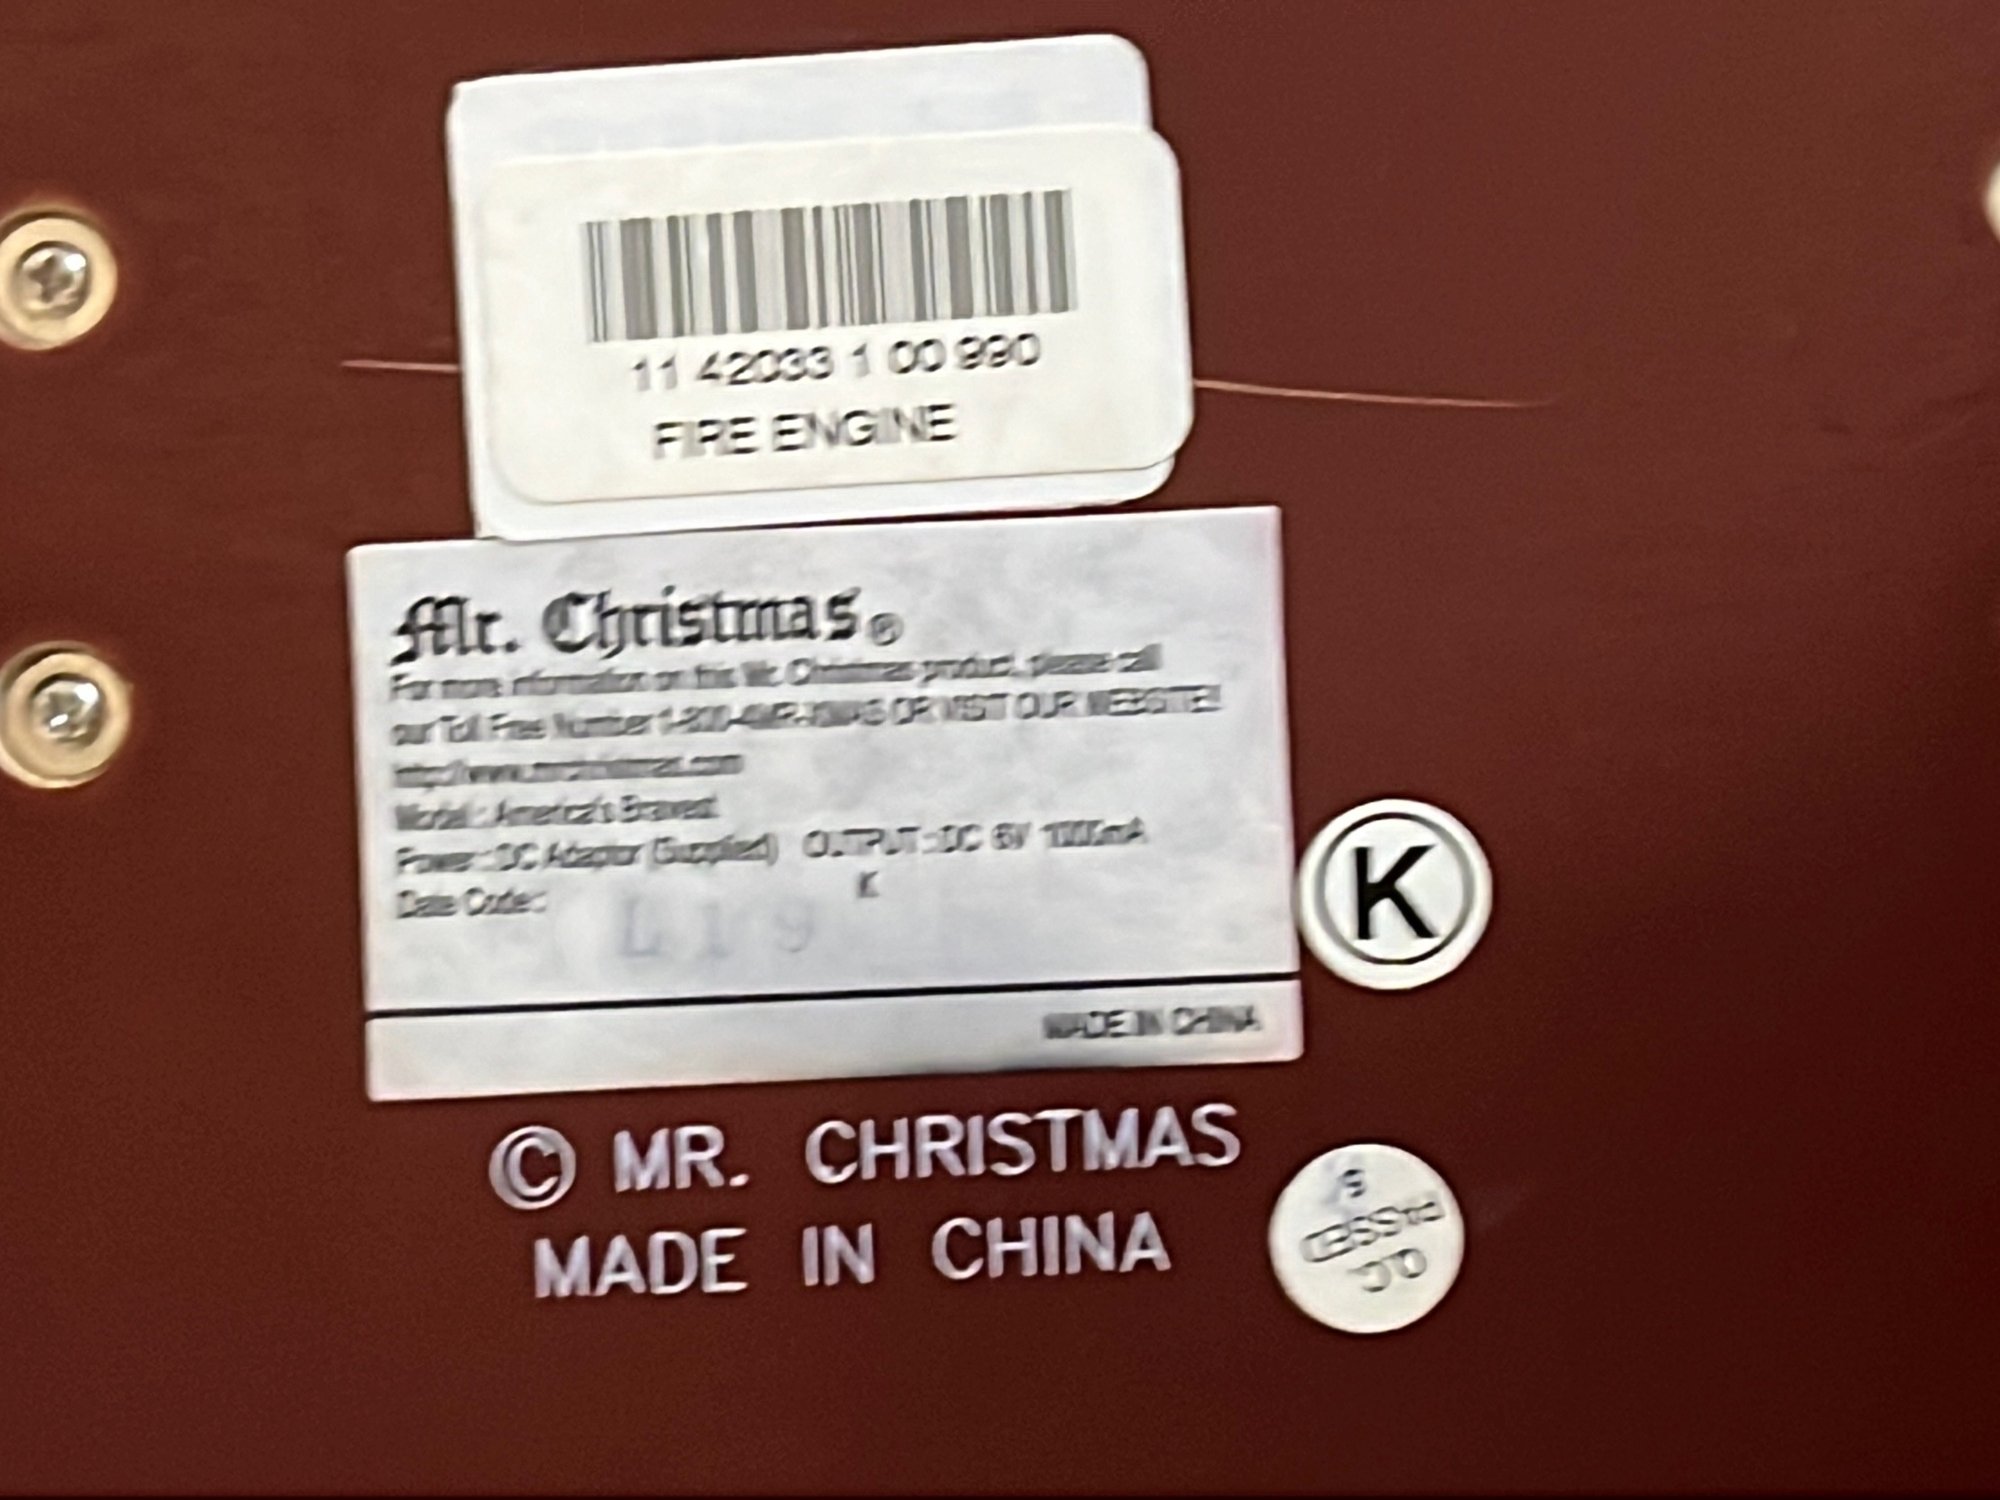 11 42033 1 00 990
FIRE ENGINE
Mr. Christmas®
For more information on this Mr. Christmas product, please call
our Toll Free Number 1-800-4MR-XMAS OR VISIT OUR WEBSITE!
http://www.mrchristmas.com
Model : America's Bravest
Power : DC Adaptor (Supplied) OUTPUT : DC 6V 1000mA
K
Date Code :
L19
MADE IN CHINA
K
© MR. CHRISTMAS
MADE IN CHINA
Q.C.
PASSED